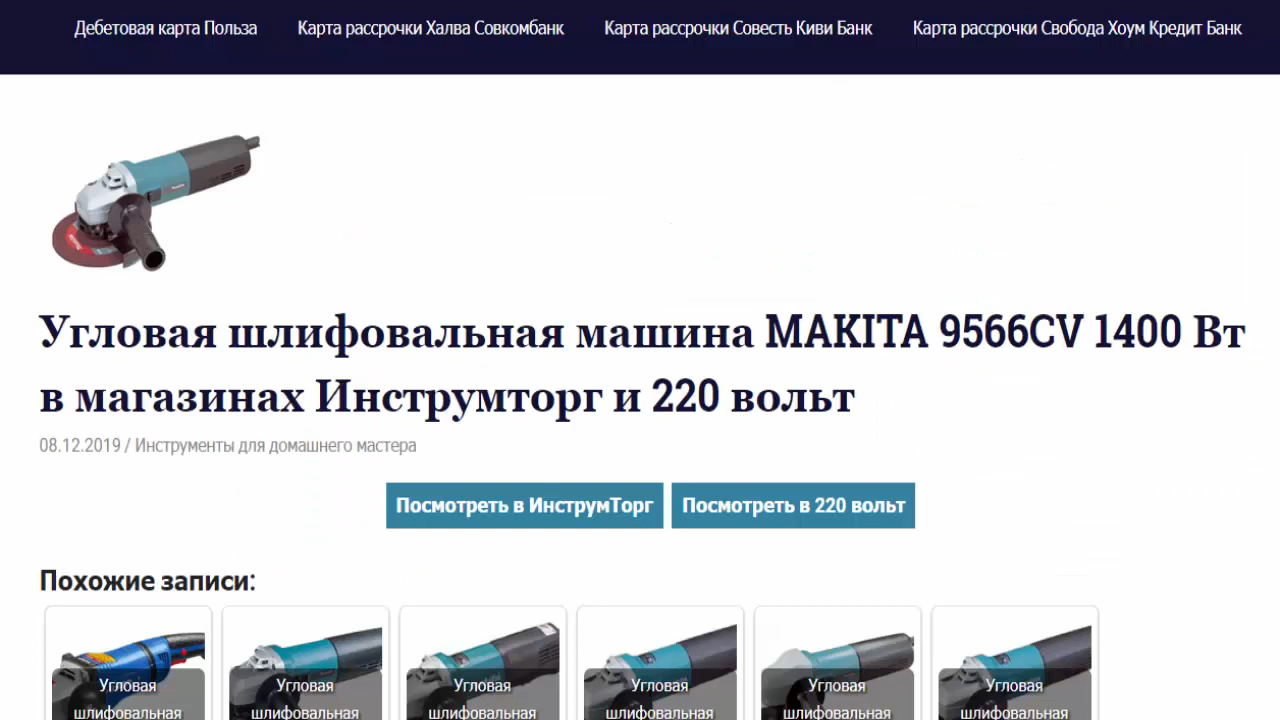 Дебетовая карта Польза Карта рассрочки Халва Совкомбанк Карта рассрочки Совесть Киви Банк Карта рассрочки Свобода Хоум Кредит Банк
Угловая шлифовальная машина MAKITA 9566CV 1400 Вт
в магазинах Инструмторг и 220 вольт
08.12.2019 / Инструменты для домашнего мастера
Посмотреть в ИнструмТорг Посмотреть в 220 вольт
Похожие записи:
Угловая Угловая Угловая Угловая Угловая Угловая
шлифовальная шлифовальная шлифовальная шлифовальная шлифовальная шлифовальная